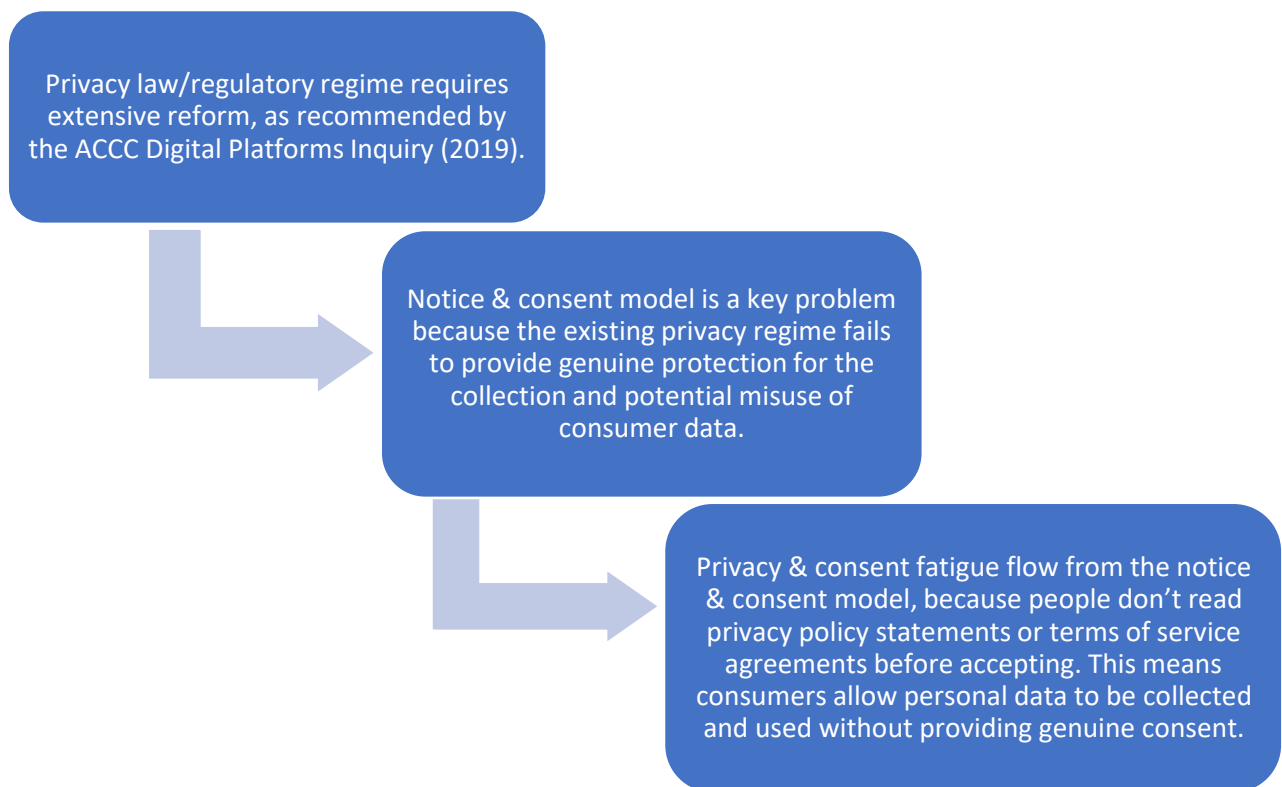 Privacy law/regulatory regime requires
extensive reform, as recommended by
the ACCC Digital Platforms Inquiry (2019).
Notice & consent model is a key problem
because the existing privacy regime fails
to provide genuine protection for the
collection and potential misuse of
consumer data.
Privacy & consent fatigue flow from the notice
& consent model, because people don’t read
privacy policy statements or terms of service
agreements before accepting. This means
consumers allow personal data to be collected
and used without providing genuine consent.